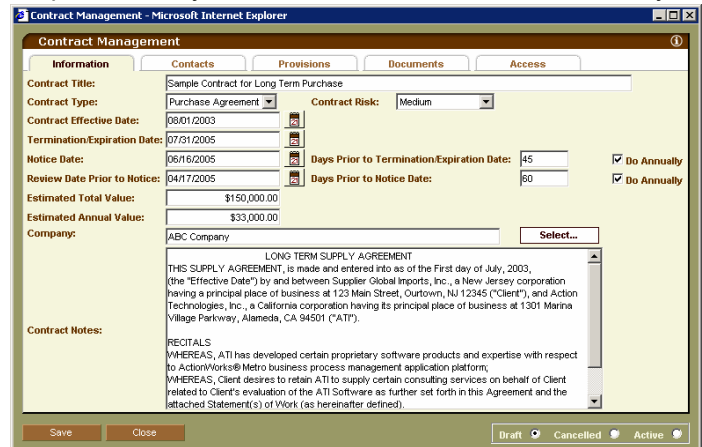 Contract Management - Microsoft Internet Explorer
Contract Management
Information Contacts Provisions Documents Access
Contract Title: Sample Contract for Long Term Purchase
Contract Type: Purchase Agreement Contract Risk: Medium
Contract Effective Date: 08/01/2003
Termination/Expiration Date: 07/31/2005
Notice Date: 06/16/2005 Days Prior to Termination/Expiration Date: 45 Do Annually
Review Date Prior to Notice: 04/17/2005 Days Prior to Notice Date: 60 Do Annually
Estimated Total Value: $150,000.00
Estimated Annual Value: $33,000.00
Company: ABC Company Select...
Contract Notes:
LONG TERM SUPPLY AGREEMENT
THIS SUPPLY AGREEMENT, is made and entered into as of the First day of July, 2003,
(the "Effective Date") by and between Supplier Global Imports, Inc., a New Jersey corporation
having a principal place of business at 123 Main Street, Ourtown, NJ 12345 ("Client"), and Action
Technologies, Inc., a California corporation having its principal place of business at 1301 Marina
Village Parkway, Alameda, CA 94501 ("ATI").
RECITALS
WHEREAS, ATI has developed certain proprietary software products and expertise with respect
to ActionWorks® Metro business process management application platform;
WHEREAS, Client desires to retain ATI to supply certain consulting services on behalf of Client
related to Client's evaluation of the ATI Software as further set forth in this Agreement and the
attached Statement(s) of Work (as hereinafter defined).
Save Close Draft Cancelled Active